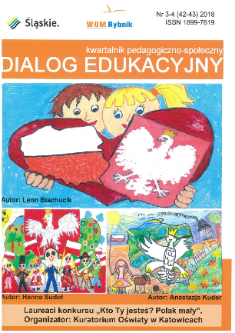 Śląskie.
WOM Rybnik
Nr 3-4 (42-43) 2018
ISSN 1899-7619
kwartalnik pedagogiczno-społeczny
DIALOG EDUKACYJNY
Autor: Leon Błachucik
Autor: Hanna Sudoł
Autor: Anastazja Kuder
Laureaci konkursu „Kto Ty jesteś? Polak mały”.
Organizator: Kuratorium Oświaty w Katowicach